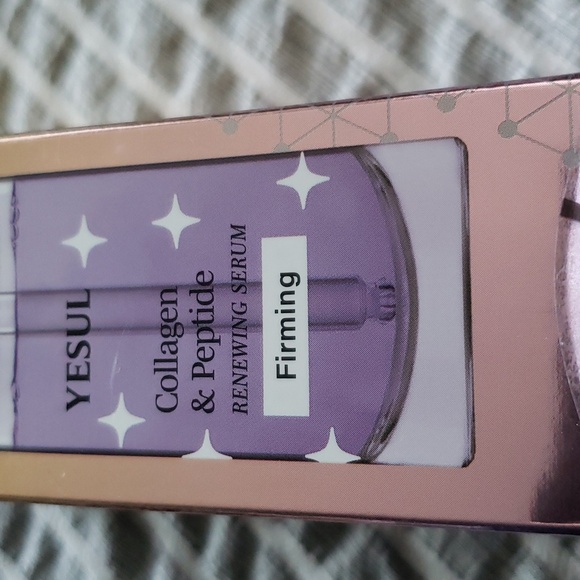 YESUL
Collagen
& Peptide
RENEWING SERUM
Firming